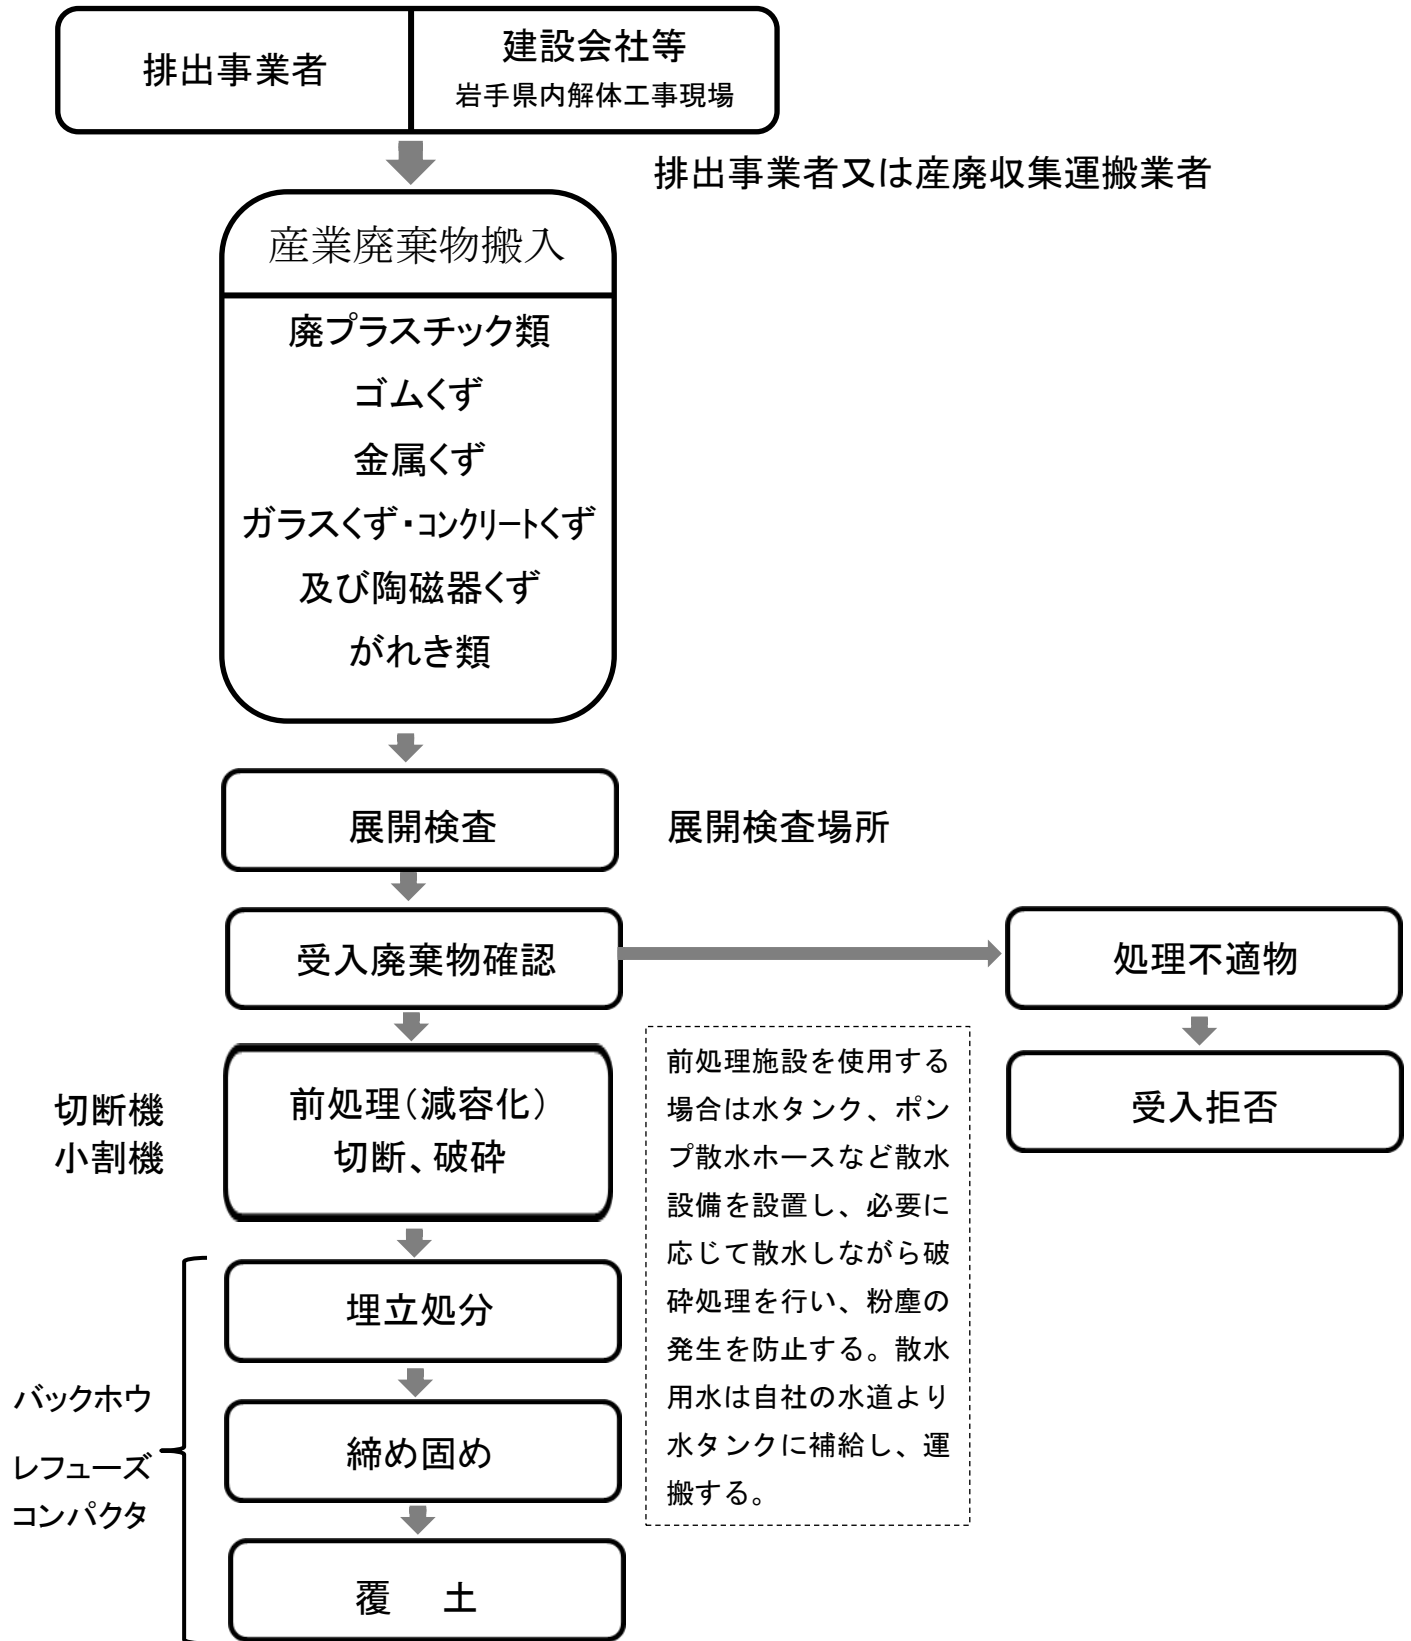 排出事業者
建設会社等
岩手県内解体工事現場
排出事業者又は産廃収集運搬業者
産業廃棄物搬入
廃プラスチック類
ゴムくず
金属くず
ガラスくず・コンクリートくず
及び陶磁器くず
がれき類
展開検査
展開検査場所
受入廃棄物確認
処理不適物
受入拒否
切断機
小割機
前処理（減容化）
切断、破砕
前処理施設を使用する
場合は水タンク、ポン
プ散水ホースなど散水
設備を設置し、必要に
応じて散水しながら破
砕処理を行い、粉塵の
発生を防止する。散水
用水は自社の水道より
水タンクに補給し、運
搬する。
埋立処分
バックホウ
レフューズ
コンパクタ
締め固め
覆　土